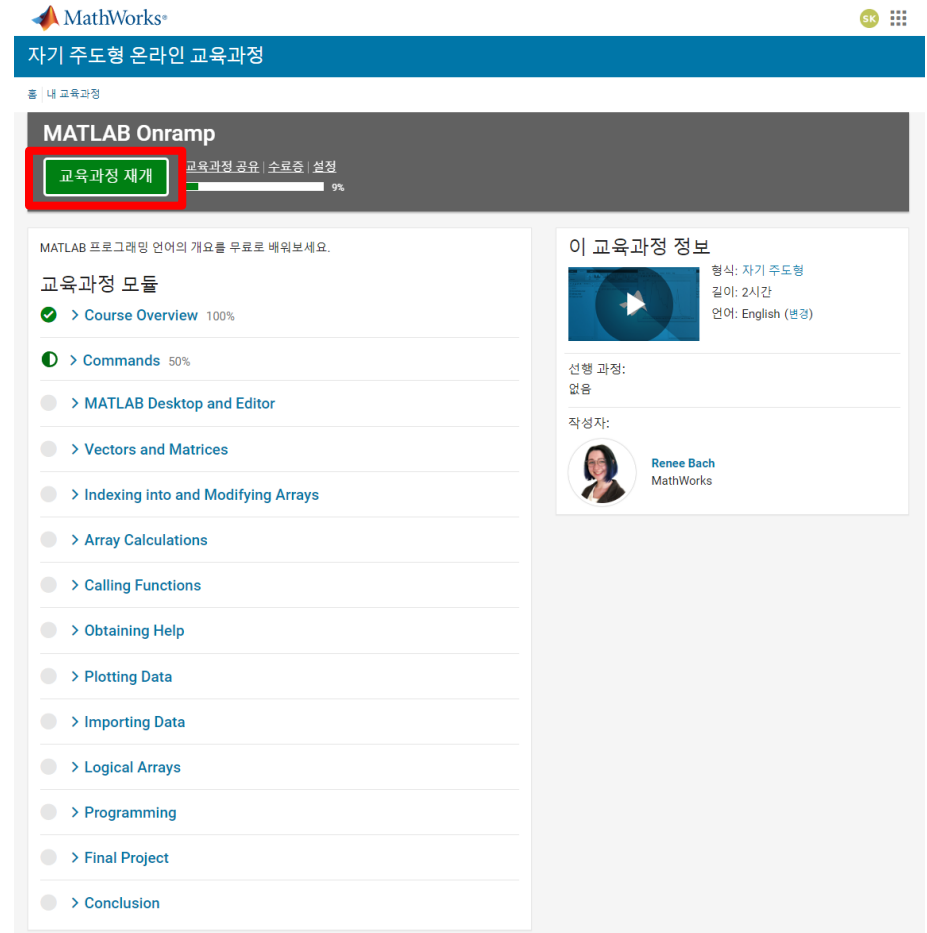 MathWorks®
SK
자기 주도형 온라인 교육과정
홈 | 내 교육과정
MATLAB Onramp
교육과정 재개
교육과정 공유 | 수료증 | 설정
9%
MATLAB 프로그래밍 언어의 개요를 무료로 배워보세요.
교육과정 모듈
Course Overview 100%
Commands 50%
MATLAB Desktop and Editor
Vectors and Matrices
Indexing into and Modifying Arrays
Array Calculations
Calling Functions
Obtaining Help
Plotting Data
Importing Data
Logical Arrays
Programming
Final Project
Conclusion
이 교육과정 정보
형식: 자기 주도형
길이: 2시간
언어: English (변경)
선행 과정:
없음
작성자:
Renee Bach
MathWorks